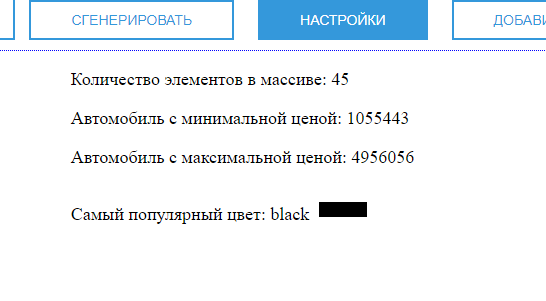 СГЕНЕРИРОВАТЬ НАСТРОЙКИ ДОБАВИ
Количество элементов в массиве: 45
Автомобиль с минимальной ценой: 1055443
Автомобиль с максимальной ценой: 4956056
Самый популярный цвет: black